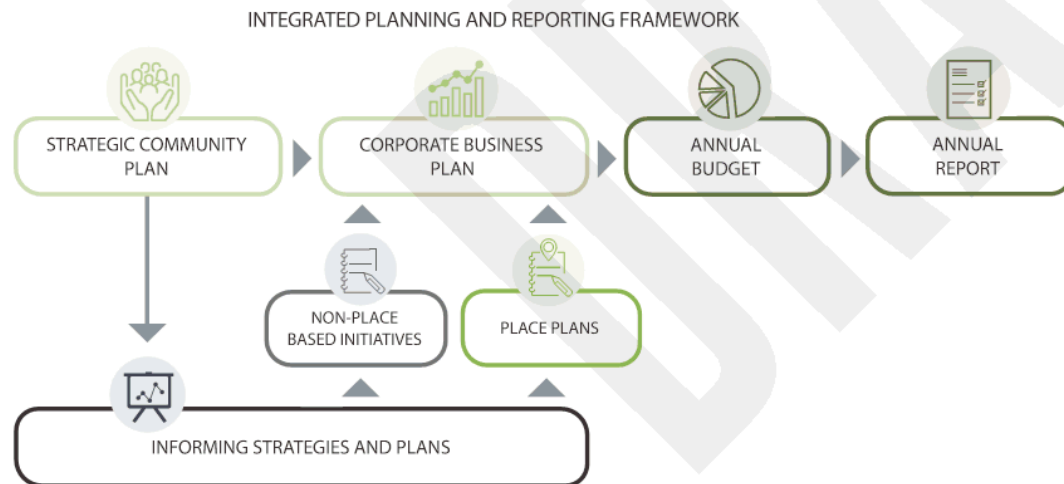 INTEGRATED PLANNING AND REPORTING FRAMEWORK
STRATEGIC COMMUNITY
PLAN
CORPORATE BUSINESS
PLAN
ANNUAL
BUDGET
ANNUAL
REPORT
NON-PLACE
BASED INITIATIVES
PLACE PLANS
INFORMING STRATEGIES AND PLANS